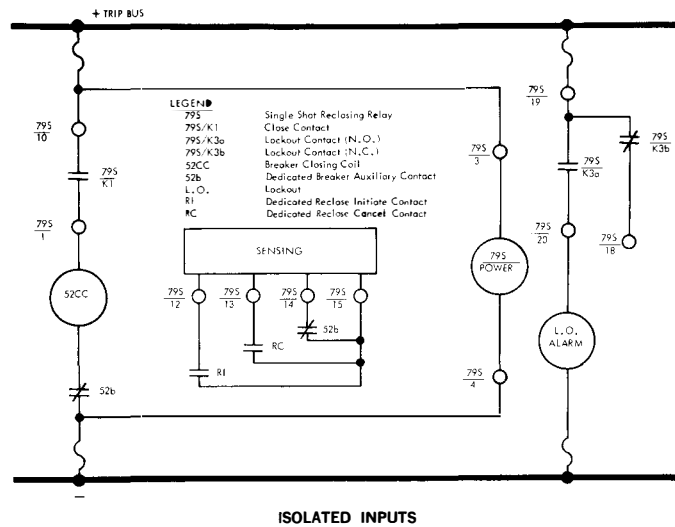 + TRIP BUS
LEGEND
79S Single Shot Reclosing Relay
79S/K1 Close Contact
79S/K3a Lockout Contact (N.O.)
79S/K3b Lockout Contact (N.C.)
52CC Breaker Closing Coil
52b Dedicated Breaker Auxiliary Contact
L.O. Lockout
RI Dedicated Reclose Initiate Contact
RC Dedicated Reclose Cancel Contact
79S
10
79S
K1
79S
1
52CC
52b
SENSING
79S
12
79S
13
79S
14
79S
15
52b
RC
RI
79S
3
79S
POWER
79S
4
79S
19
79S
K3a
79S
K3b
79S
20
79S
18
L.O.
ALARM
–
ISOLATED INPUTS